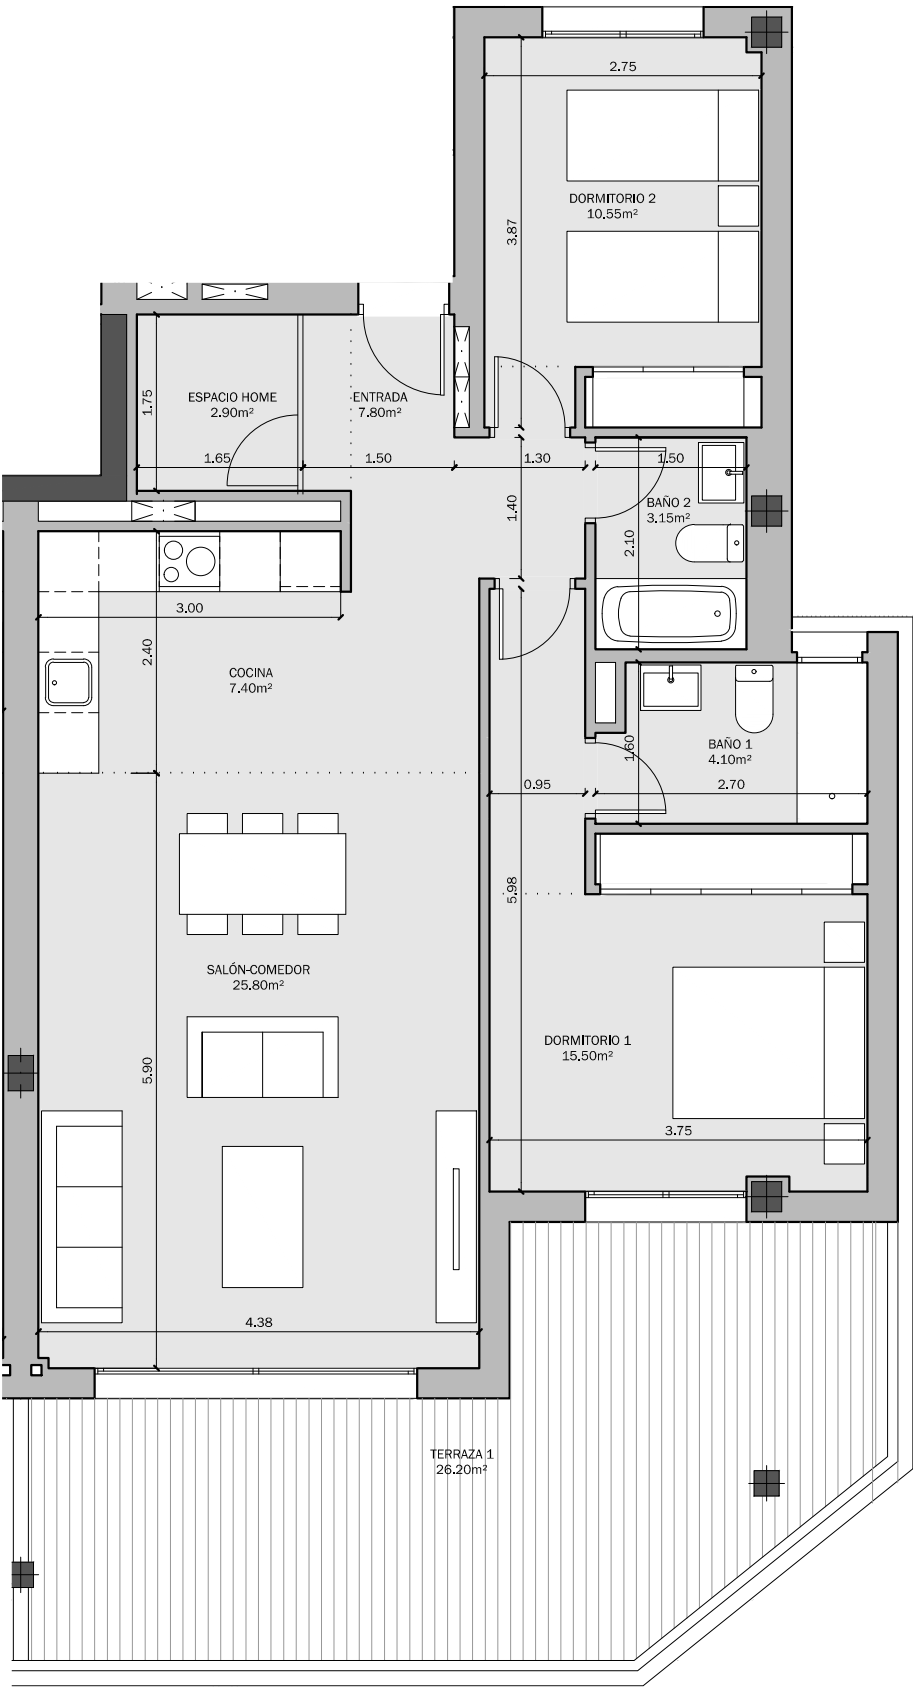 2.75
DORMITORIO 2
10.55m²
3.87
ESPACIO HOME
2.90m²
ENTRADA
7.80m²
1.75
1.65
1.50
1.30
1.50
1.40
BAÑO 2
3.15m²
2.10
3.00
2.40
COCINA
7.40m²
BAÑO 1
4.10m²
1.60
0.95
2.70
5.98
SALÓN-COMEDOR
25.80m²
DORMITORIO 1
15.50m²
5.90
3.75
4.38
TERRAZA 1
26.20m²